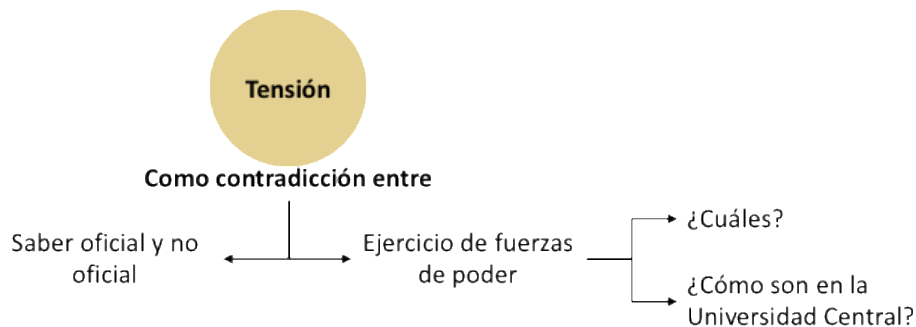 Tensión
Como contradicción entre
Saber oficial y no
oficial
Ejercicio de fuerzas
de poder
¿Cuáles?
¿Cómo son en la
Universidad Central?